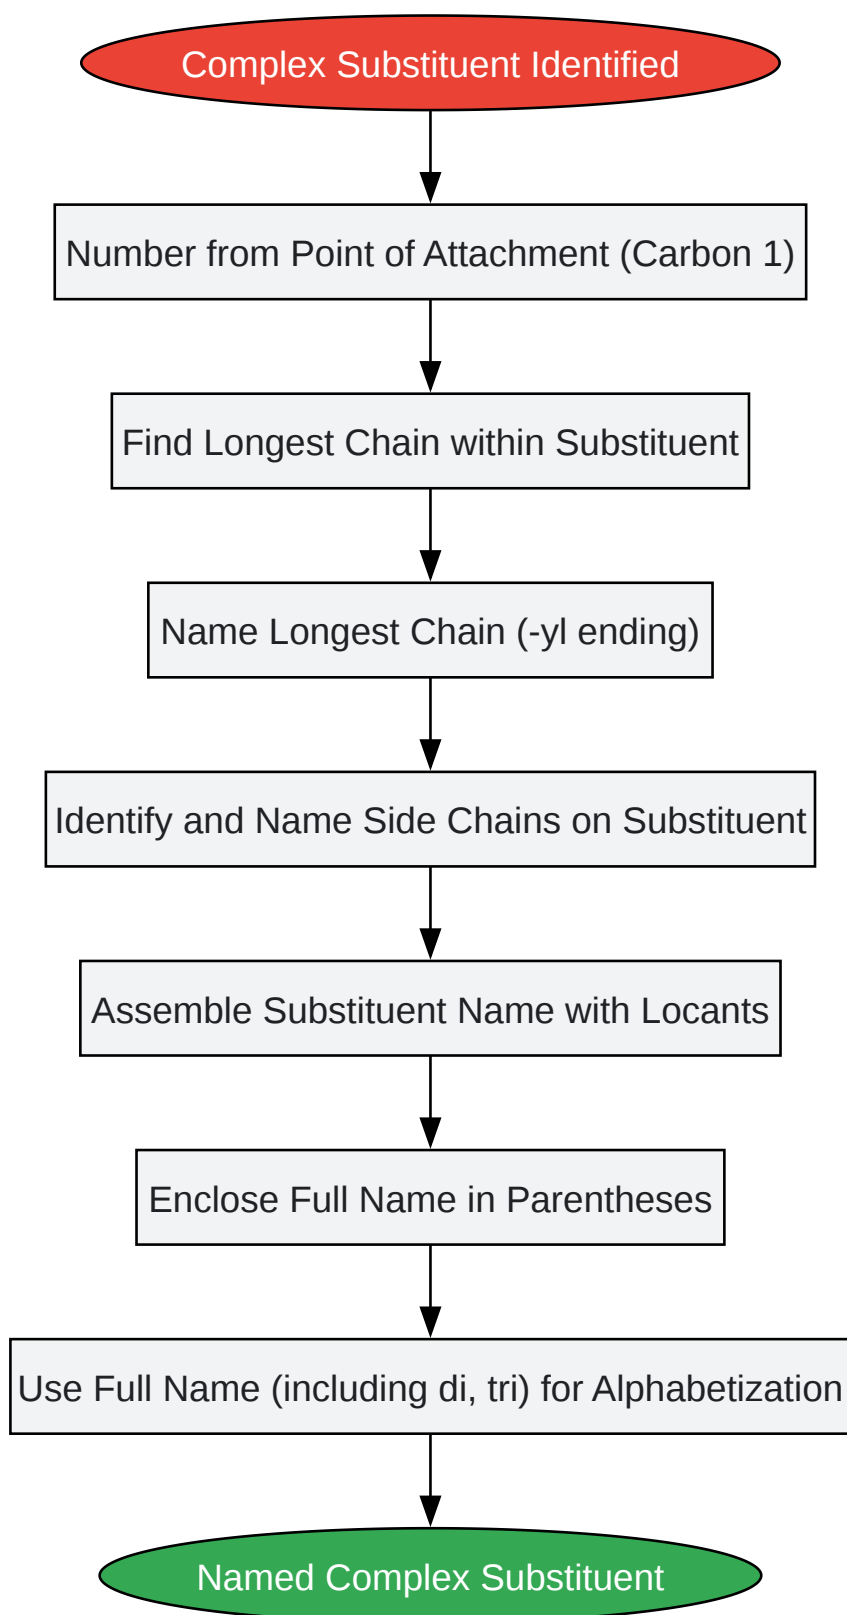 Complex Substituent Identified
Number from Point of Attachment (Carbon 1)
Find Longest Chain within Substituent
Name Longest Chain (-yl ending)
Identify and Name Side Chains on Substituent
Assemble Substituent Name with Locants
Enclose Full Name in Parentheses
Use Full Name (including di, tri) for Alphabetization
Named Complex Substituent